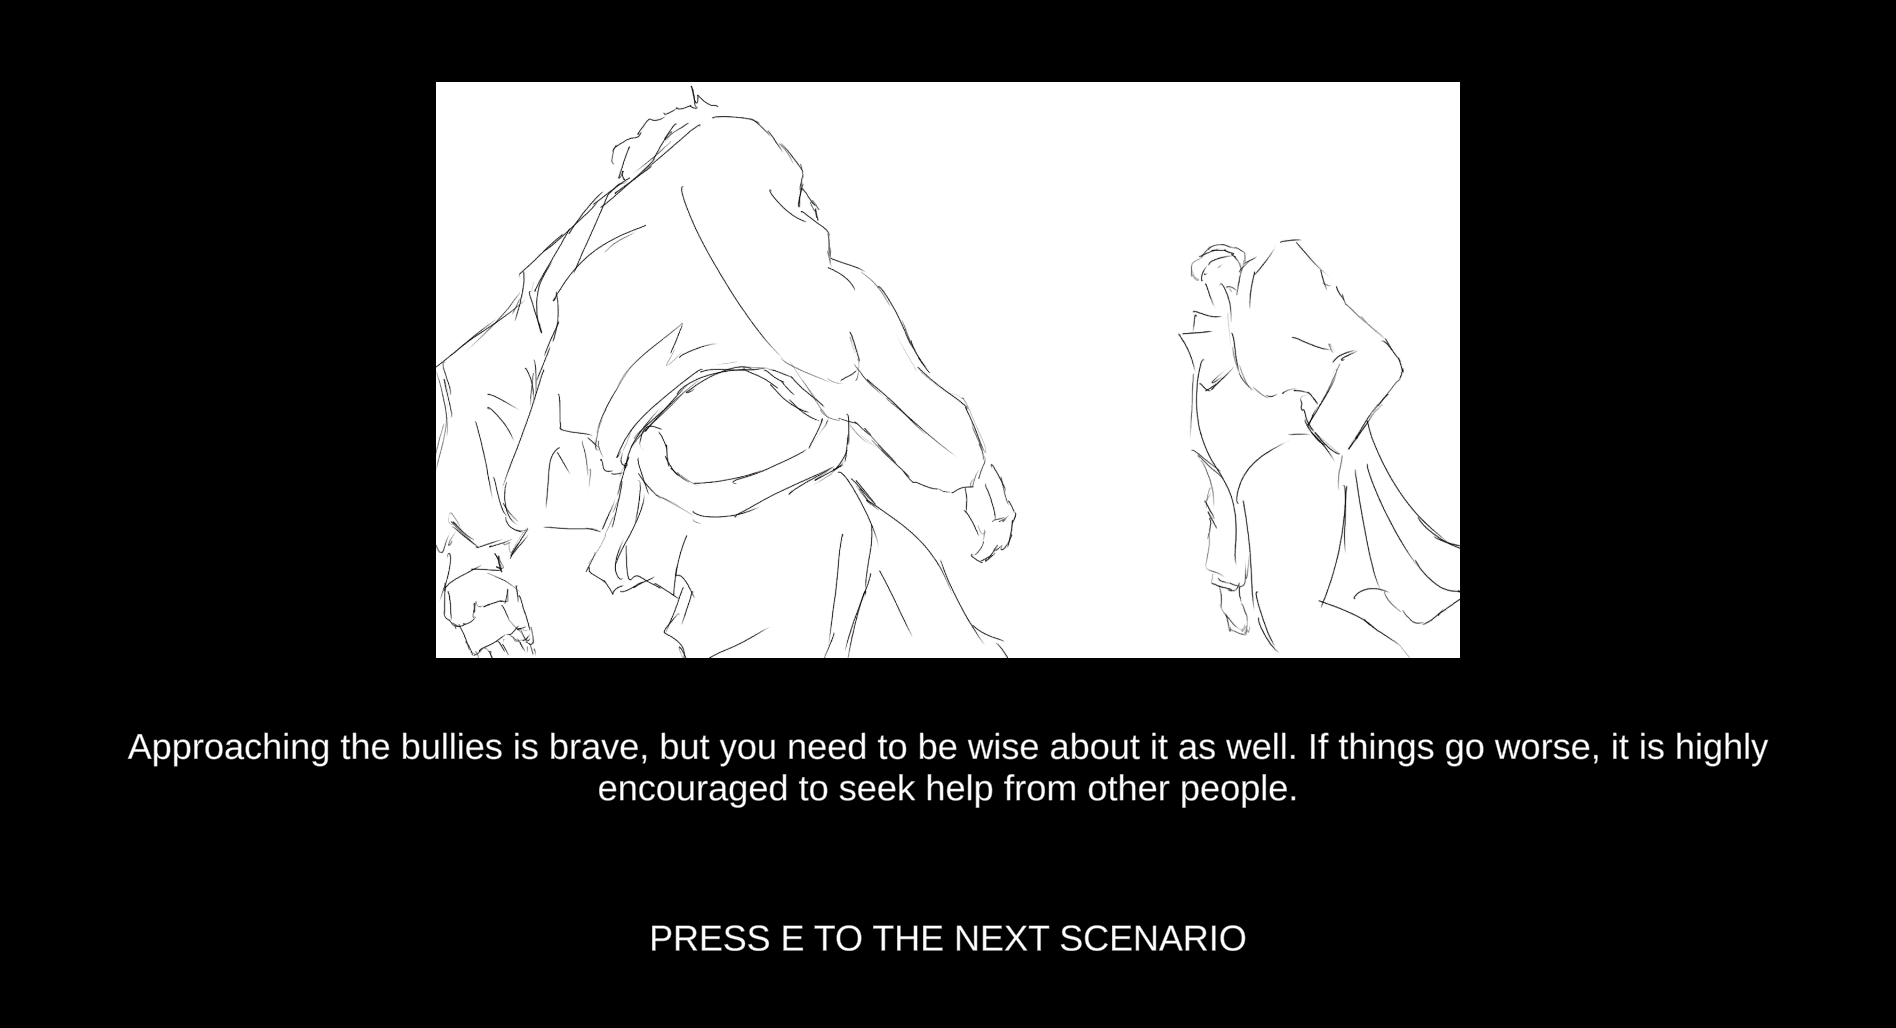 Approaching the bullies is brave, but you need to be wise about it as well. If things go worse, it is highly
encouraged to seek help from other people.
PRESS E TO THE NEXT SCENARIO